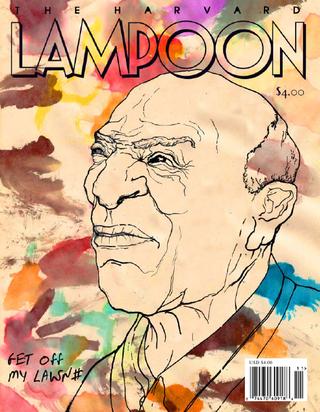 THE HARVARD
LAMPOON
$4.00
GET OFF
MY LAWN#
USD $4.00